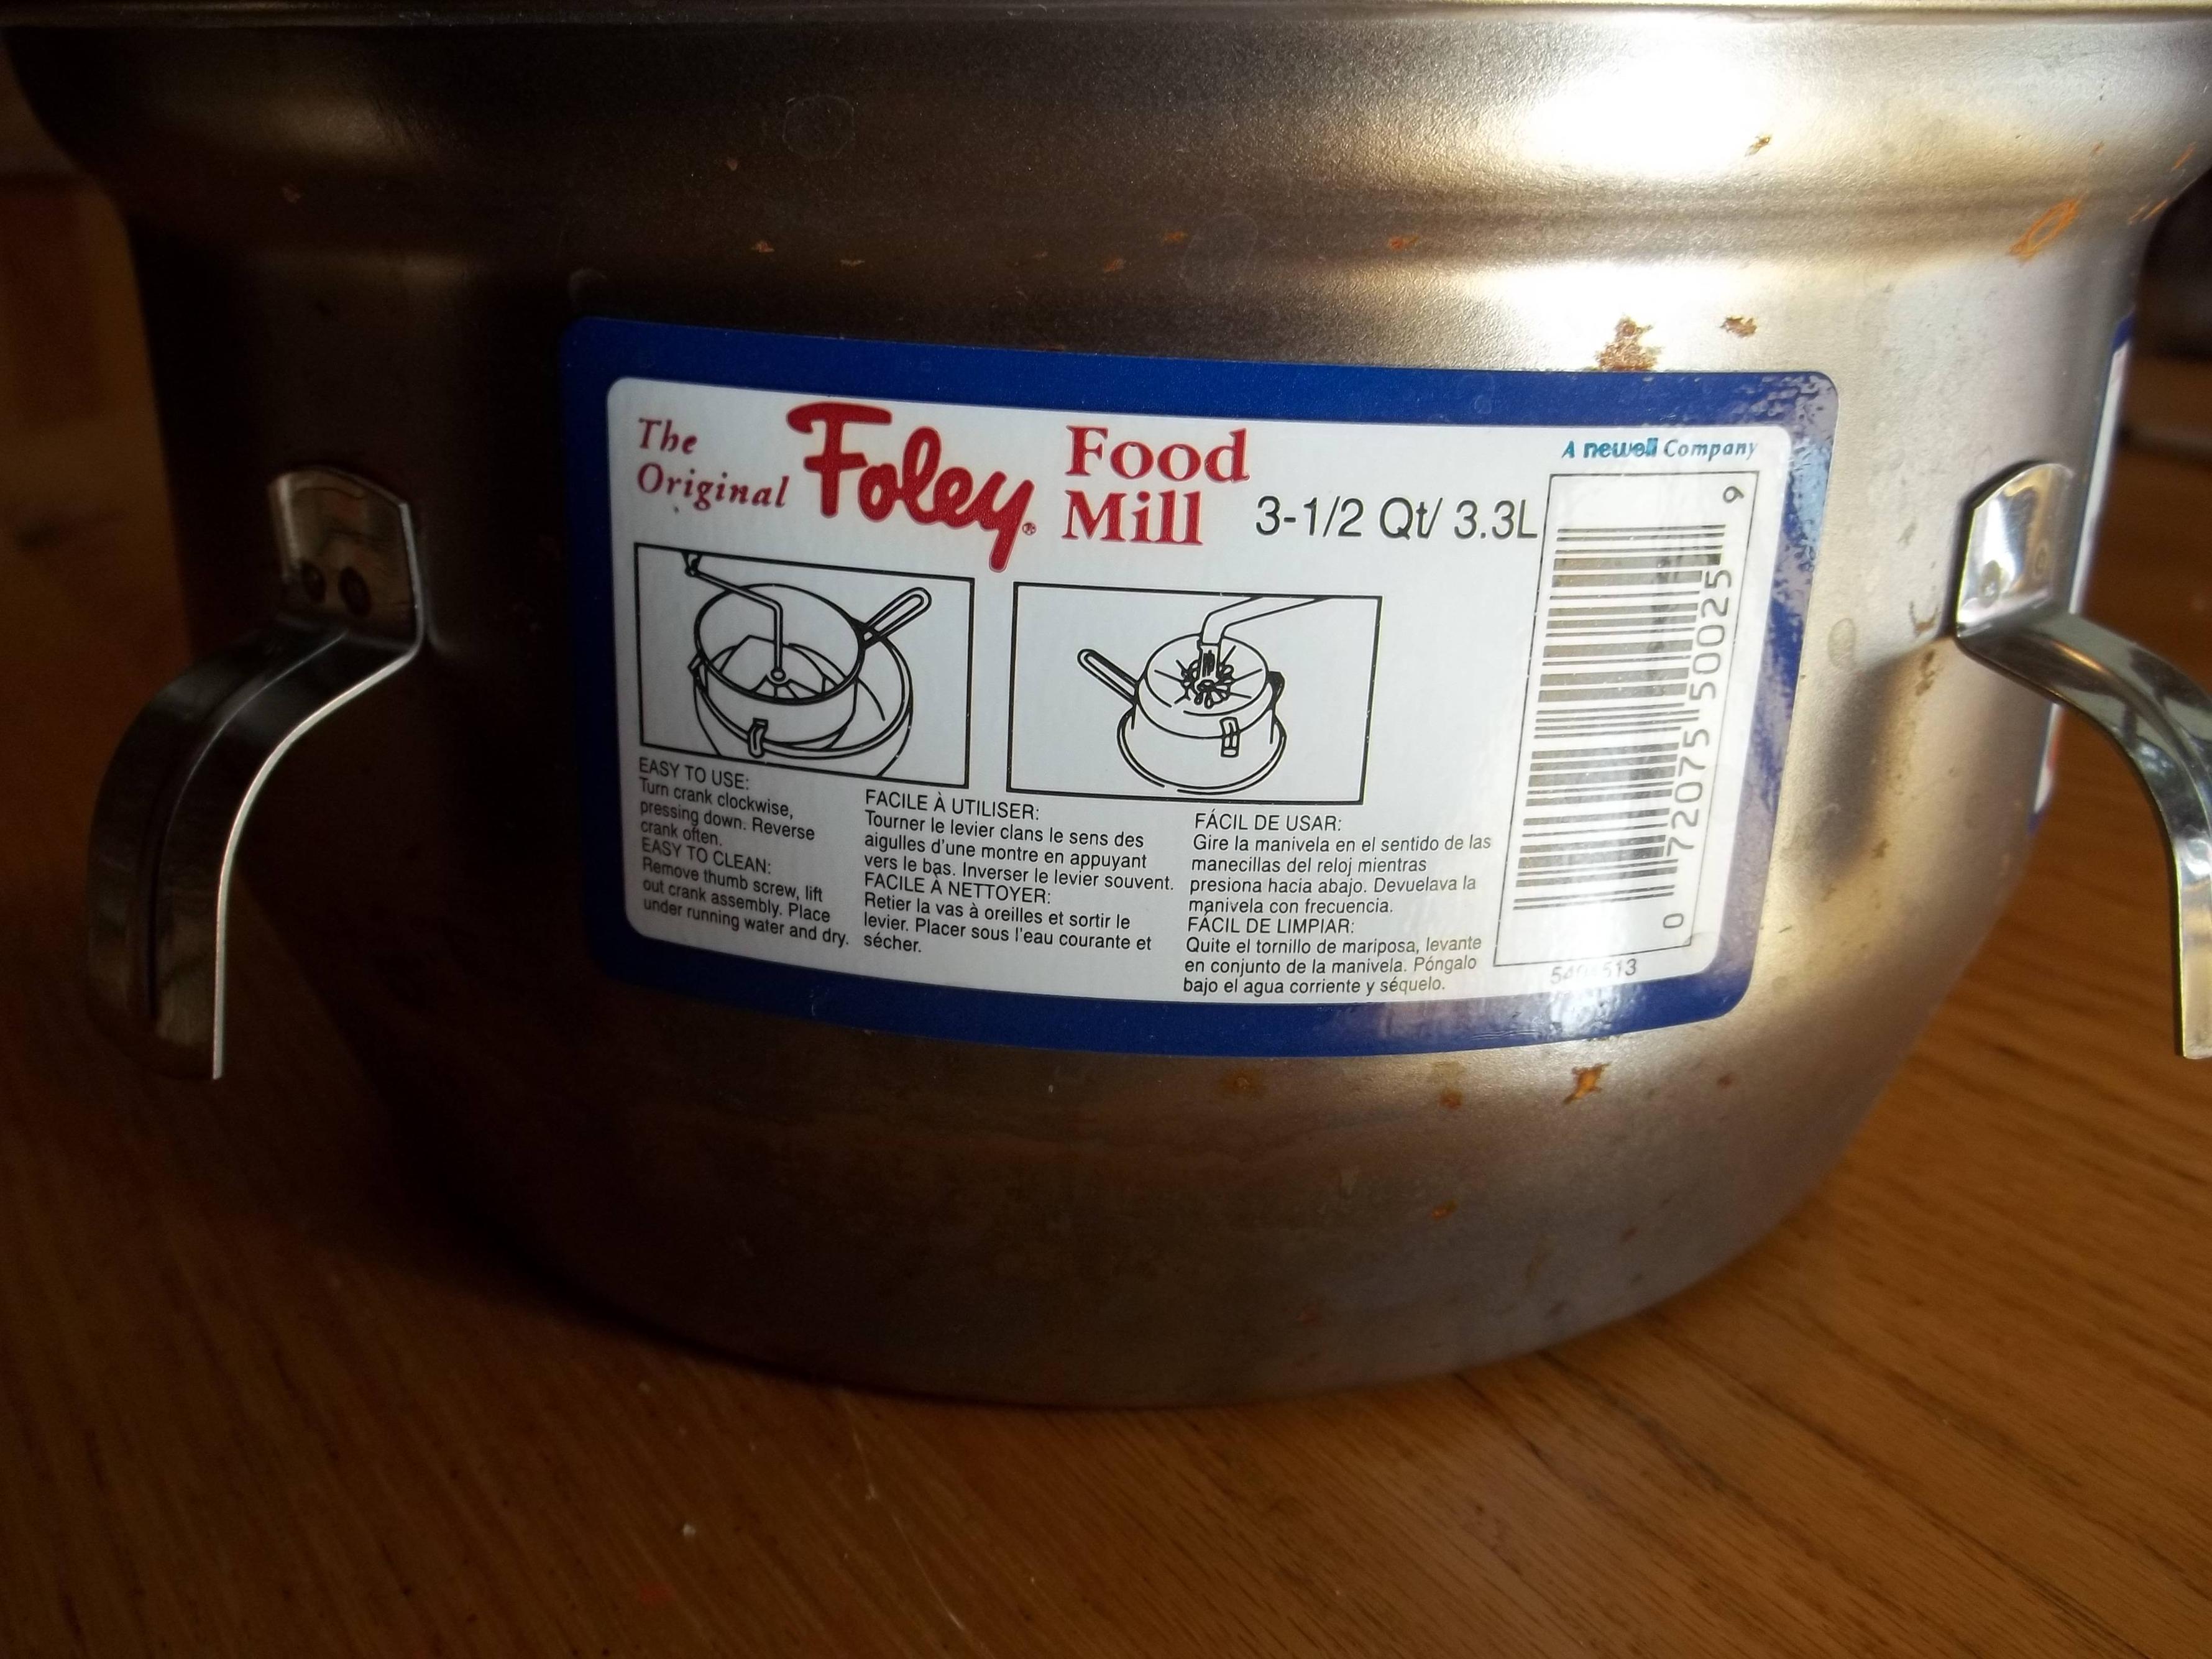 The
Original
Foley®
Food
Mill
3-1/2 Qt/ 3.3L
A newell Company
EASY TO USE:
Turn crank clockwise,
pressing down. Reverse
crank often.
EASY TO CLEAN:
Remove thumb screw, lift
out crank assembly. Place
under running water and dry.
FACILE À UTILISER:
Tourner le levier clans le sens des
aigulles d'une montre en appuyant
vers le bas. Inverser le levier souvent.
FACILE À NETTOYER:
Retier la vas à oreilles et sortir le
levier. Placer sous l'eau courante et
sécher.
FÁCIL DE USAR:
Gire la manivela en el sentido de las
manecillas del reloj mientras
presiona hacia abajo. Devuelava la
manivela con frecuencia.
FÁCIL DE LIMPIAR:
Quite el tornillo de mariposa, levante
en conjunto de la manivela. Póngalo
bajo el agua corriente y séquelo.
0 72075 50025 9